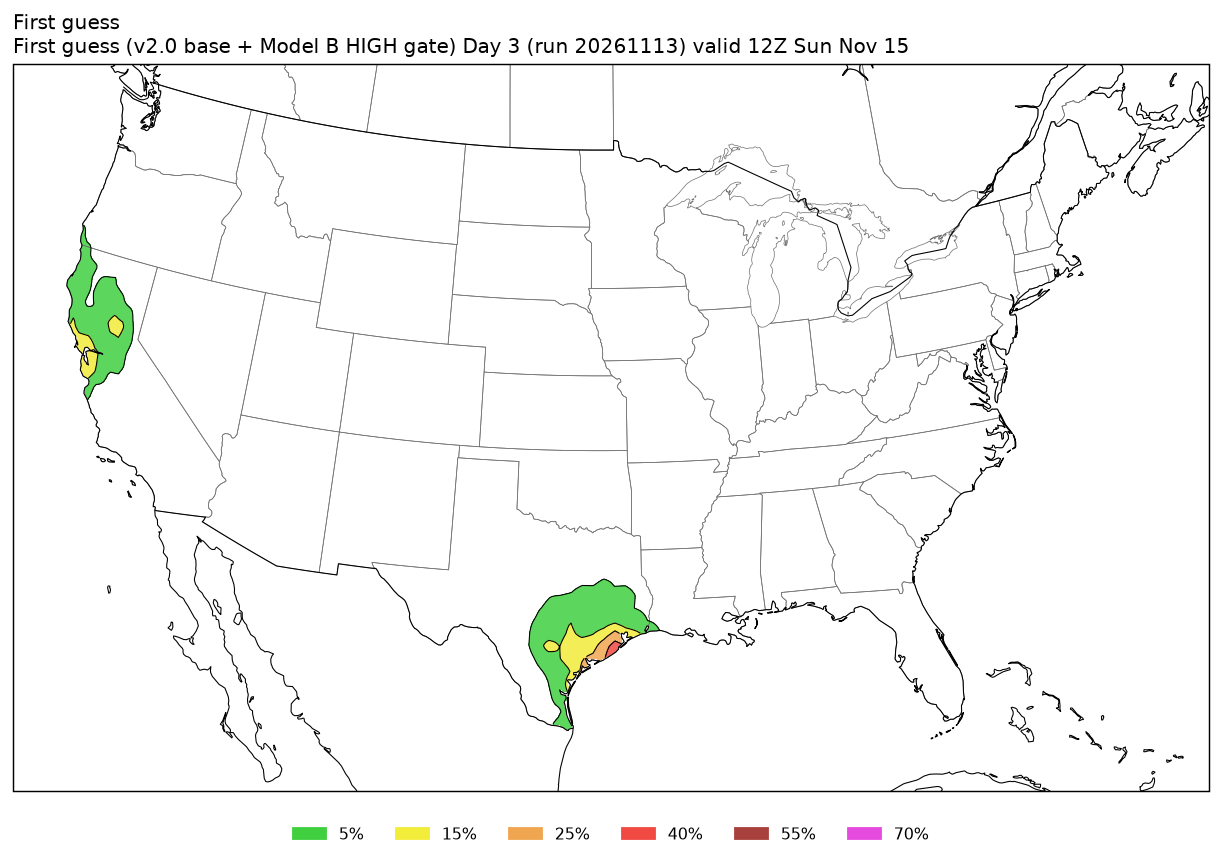 First guess
First guess (v2.0 base + Model B HIGH gate) Day 3 (run 20261113) valid 12Z Sun Nov 15
5% 15% 25% 40% 55% 70%